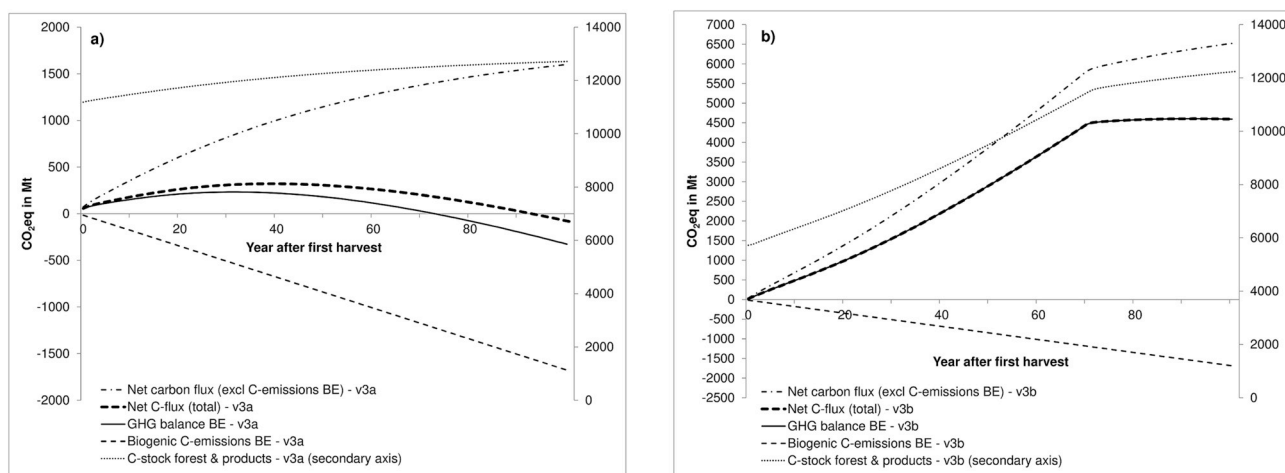 a)
2000
1500
1000
500
0
-500
-1000
-1500
-2000
CO₂eq in Mt
0 20 40 60 80
Year after first harvest
14000
12000
10000
8000
6000
4000
2000
0
Net carbon flux (excl C-emissions BE) - v3a
Net C-flux (total) - v3a
GHG balance BE - v3a
Biogenic C-emissions BE - v3a
C-stock forest & products - v3a (secondary axis)
b)
7000
6500
6000
5500
5000
4500
4000
3500
3000
2500
2000
1500
1000
500
0
-500
-1000
-1500
-2000
-2500
CO₂eq in Mt
0 20 40 60 80
Year after first harvest
14000
12000
10000
8000
6000
4000
2000
0
Net carbon flux (excl C-emissions BE) - v3b
Net C-flux (total) - v3b
GHG balance BE - v3b
Biogenic C-emissions BE - v3b
C-stock forest & products - v3b (secondary axis)